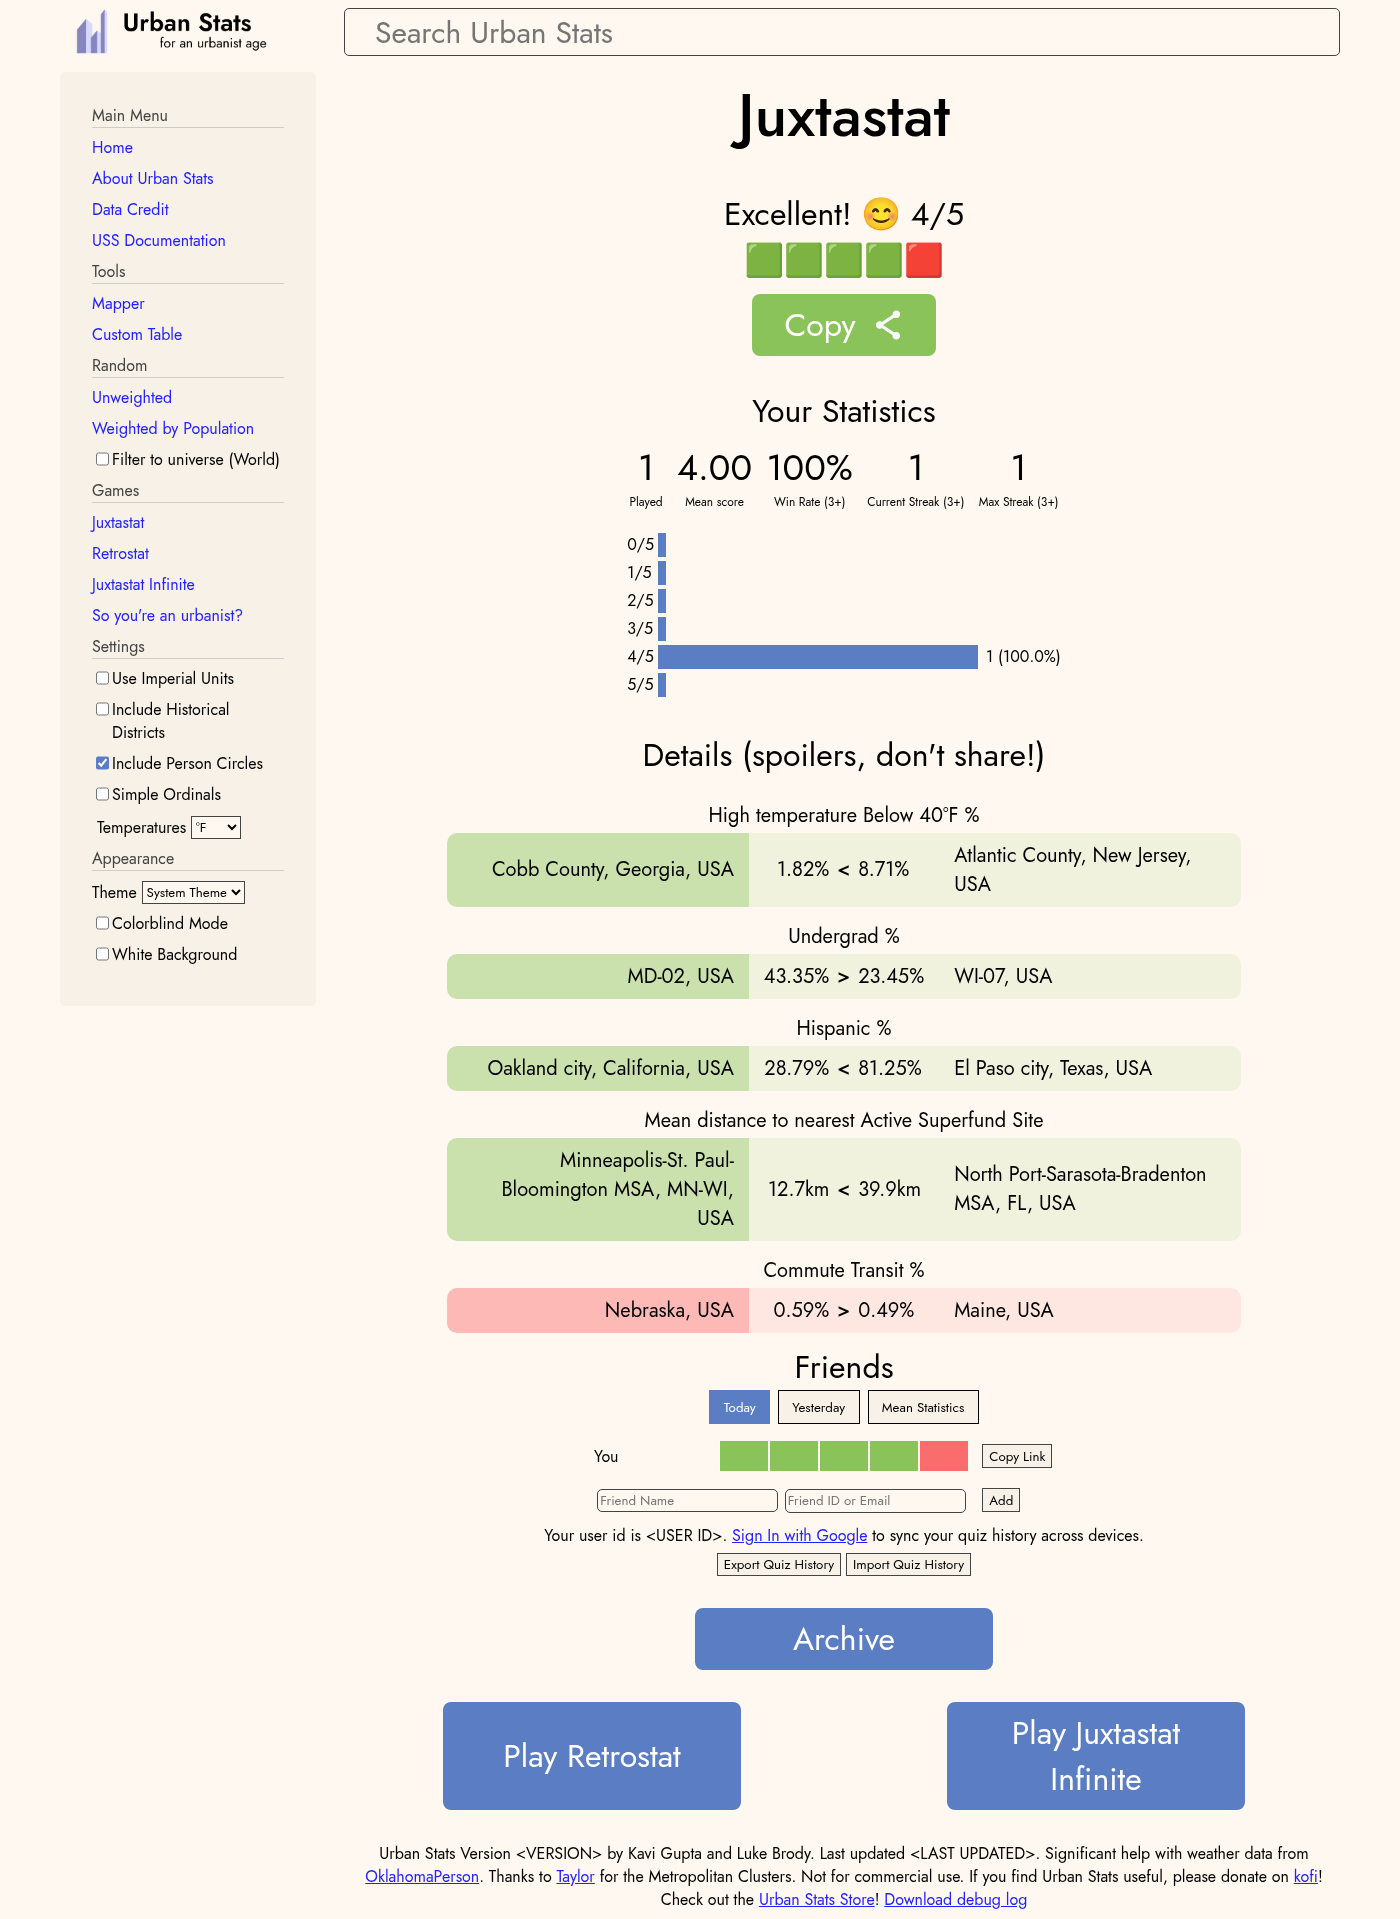 Urban Stats
for an urbanist age
Search Urban Stats
Main Menu
Home
About Urban Stats
Data Credit
USS Documentation
Tools
Mapper
Custom Table
Random
Unweighted
Weighted by Population
Filter to universe (World)
Games
Juxtastat
Retrostat
Juxtastat Infinite
So you're an urbanist?
Settings
Use Imperial Units
Include Historical
Districts
Include Person Circles
Simple Ordinals
Temperatures °F
Appearance
Theme System Theme
Colorblind Mode
White Background
Juxtastat
Excellent! 😊 4/5
Copy
Your Statistics
1 4.00 100% 1 1
Played Mean score Win Rate (3+) Current Streak (3+) Max Streak (3+)
0/5
1/5
2/5
3/5
4/5 1 (100.0%)
5/5
Details (spoilers, don't share!)
High temperature Below 40°F %
Cobb County, Georgia, USA 1.82% < 8.71% Atlantic County, New Jersey,
USA
Undergrad %
MD-02, USA 43.35% > 23.45% WI-07, USA
Hispanic %
Oakland city, California, USA 28.79% < 81.25% El Paso city, Texas, USA
Mean distance to nearest Active Superfund Site
Minneapolis-St. Paul-
Bloomington MSA, MN-WI,
USA
12.7km < 39.9km
North Port-Sarasota-Bradenton
MSA, FL, USA
Commute Transit %
Nebraska, USA 0.59% > 0.49% Maine, USA
Friends
Today Yesterday Mean Statistics
You Copy Link
Friend Name Friend ID or Email Add
Your user id is <USER ID>. Sign In with Google to sync your quiz history across devices.
Export Quiz History Import Quiz History
Archive
Play Retrostat
Play Juxtastat
Infinite
Urban Stats Version <VERSION> by Kavi Gupta and Luke Brody. Last updated <LAST UPDATED>. Significant help with weather data from
OklahomaPerson. Thanks to Taylor for the Metropolitan Clusters. Not for commercial use. If you find Urban Stats useful, please donate on kofi!
Check out the Urban Stats Store! Download debug log